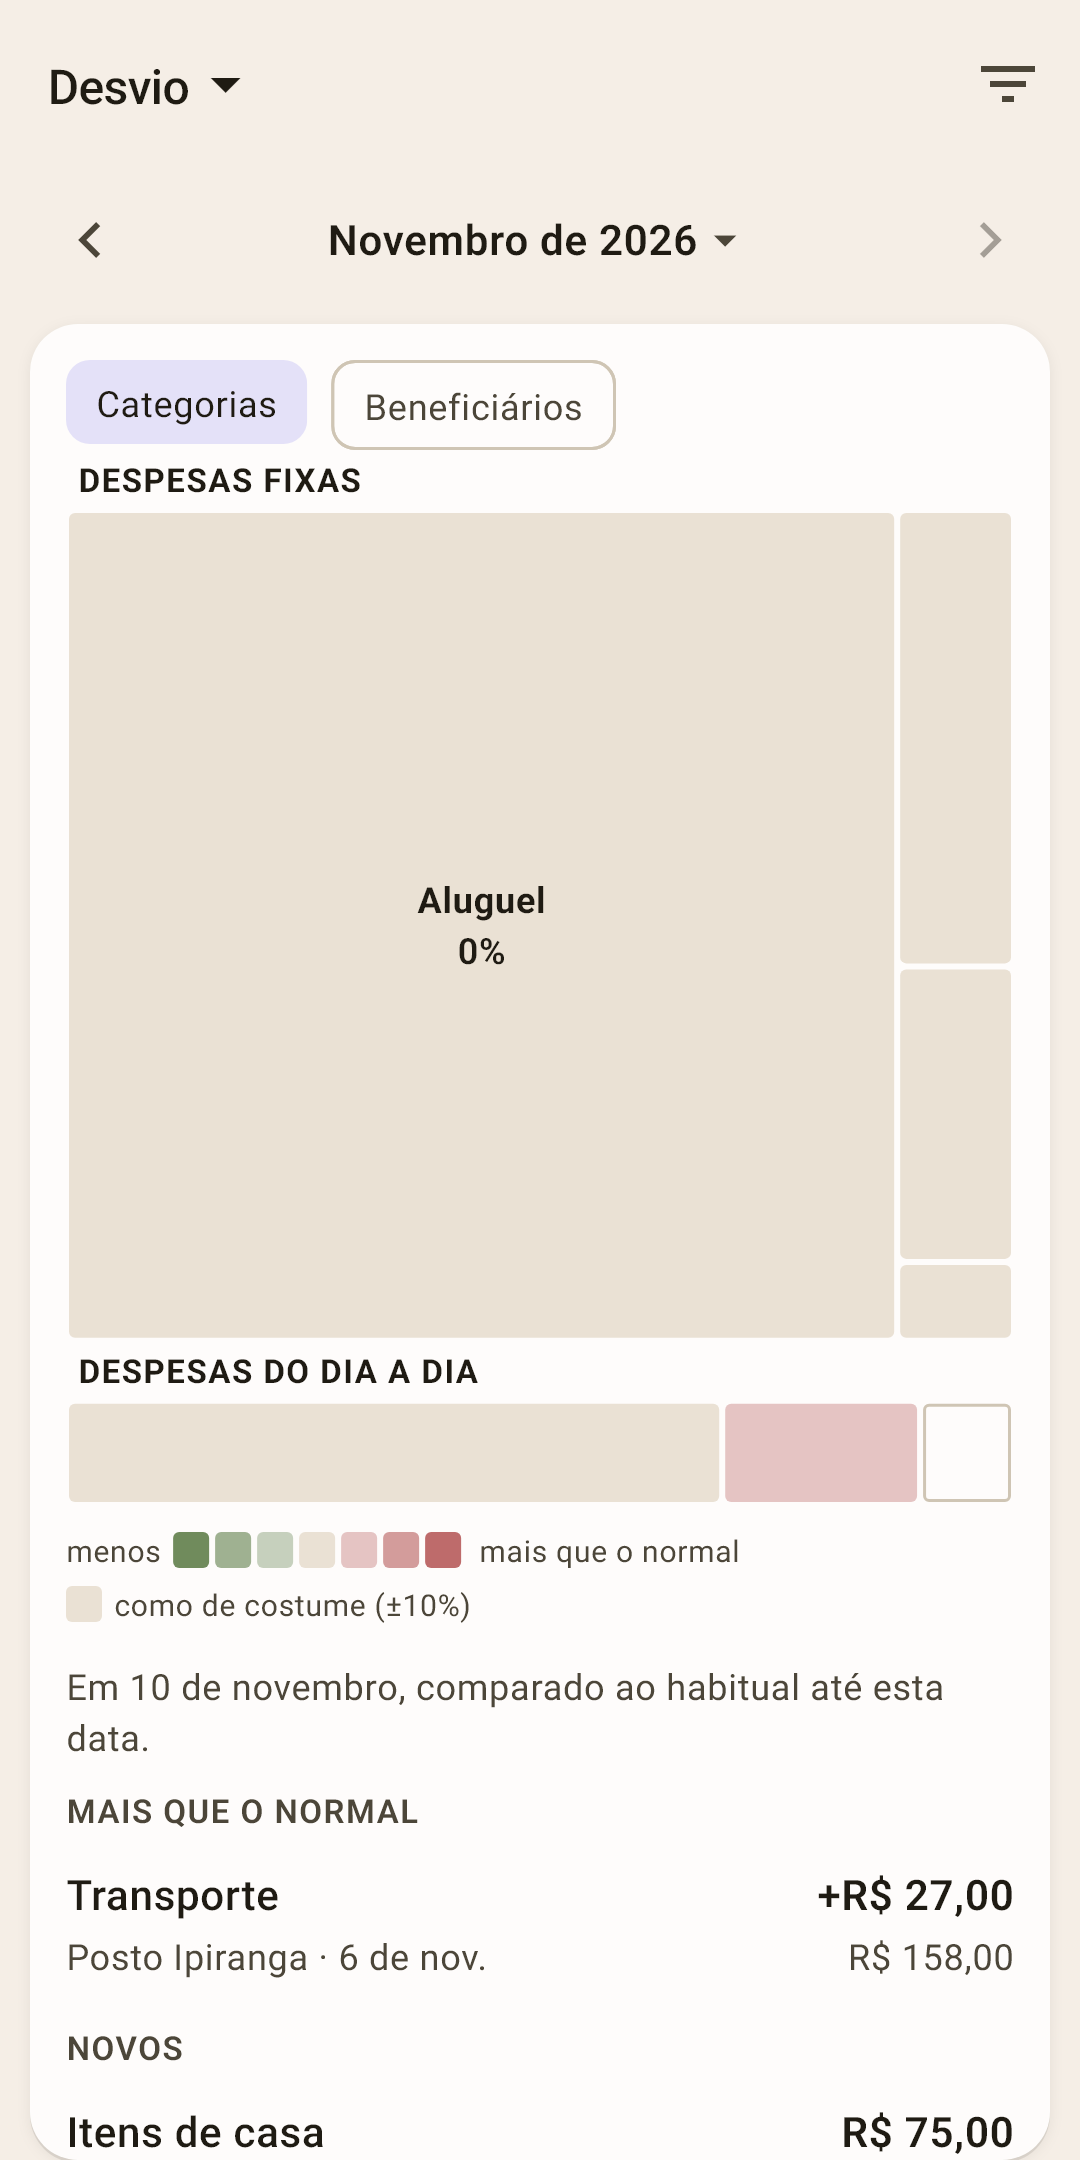 Desvio
Novembro de 2026
Categorias
Beneficiários
DESPESAS FIXAS
Aluguel
0%
DESPESAS DO DIA A DIA
menos
mais que o normal
como de costume (±10%)
Em 10 de novembro, comparado ao habitual até esta
data.
MAIS QUE O NORMAL
Transporte +R$ 27,00
Posto Ipiranga · 6 de nov. R$ 158,00
NOVOS
Itens de casa R$ 75,00